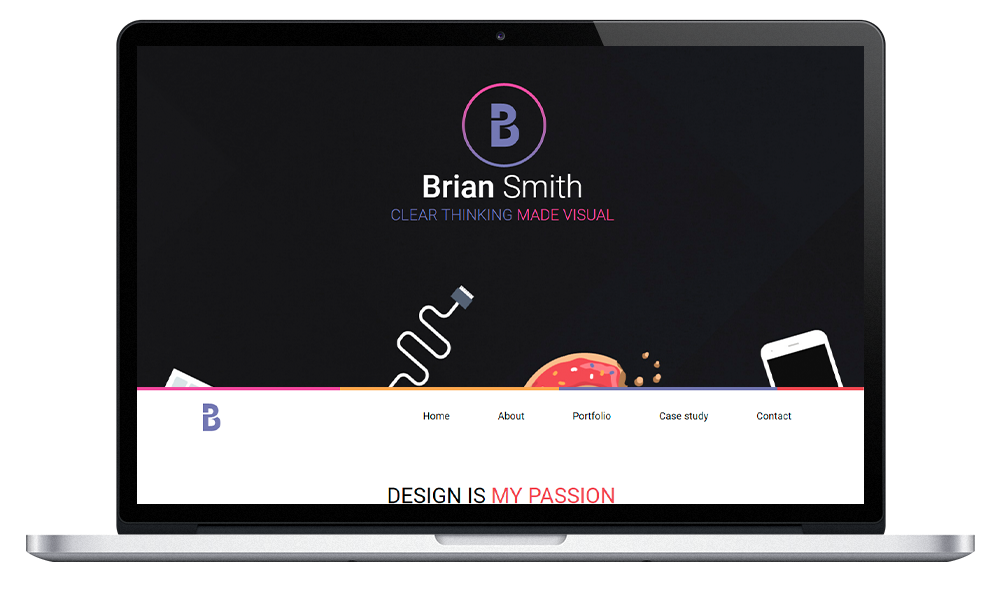 B
Brian Smith
CLEAR THINKING MADE VISUAL
B
Home About Portfolio Case study Contact
DESIGN IS MY PASSION